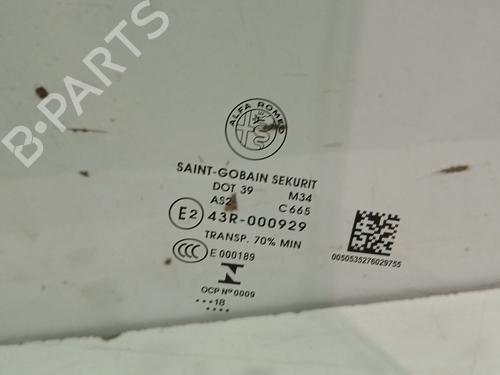 B-PARTS
ALFA ROMEO
SAINT-GOBAIN SEKURIT
DOT 39 M34
AS2 C665
E2 43R-000929
TRANSP. 70% MIN
CCC E 000189
N
OCP Nº 0009
....18
...
0050535276029755